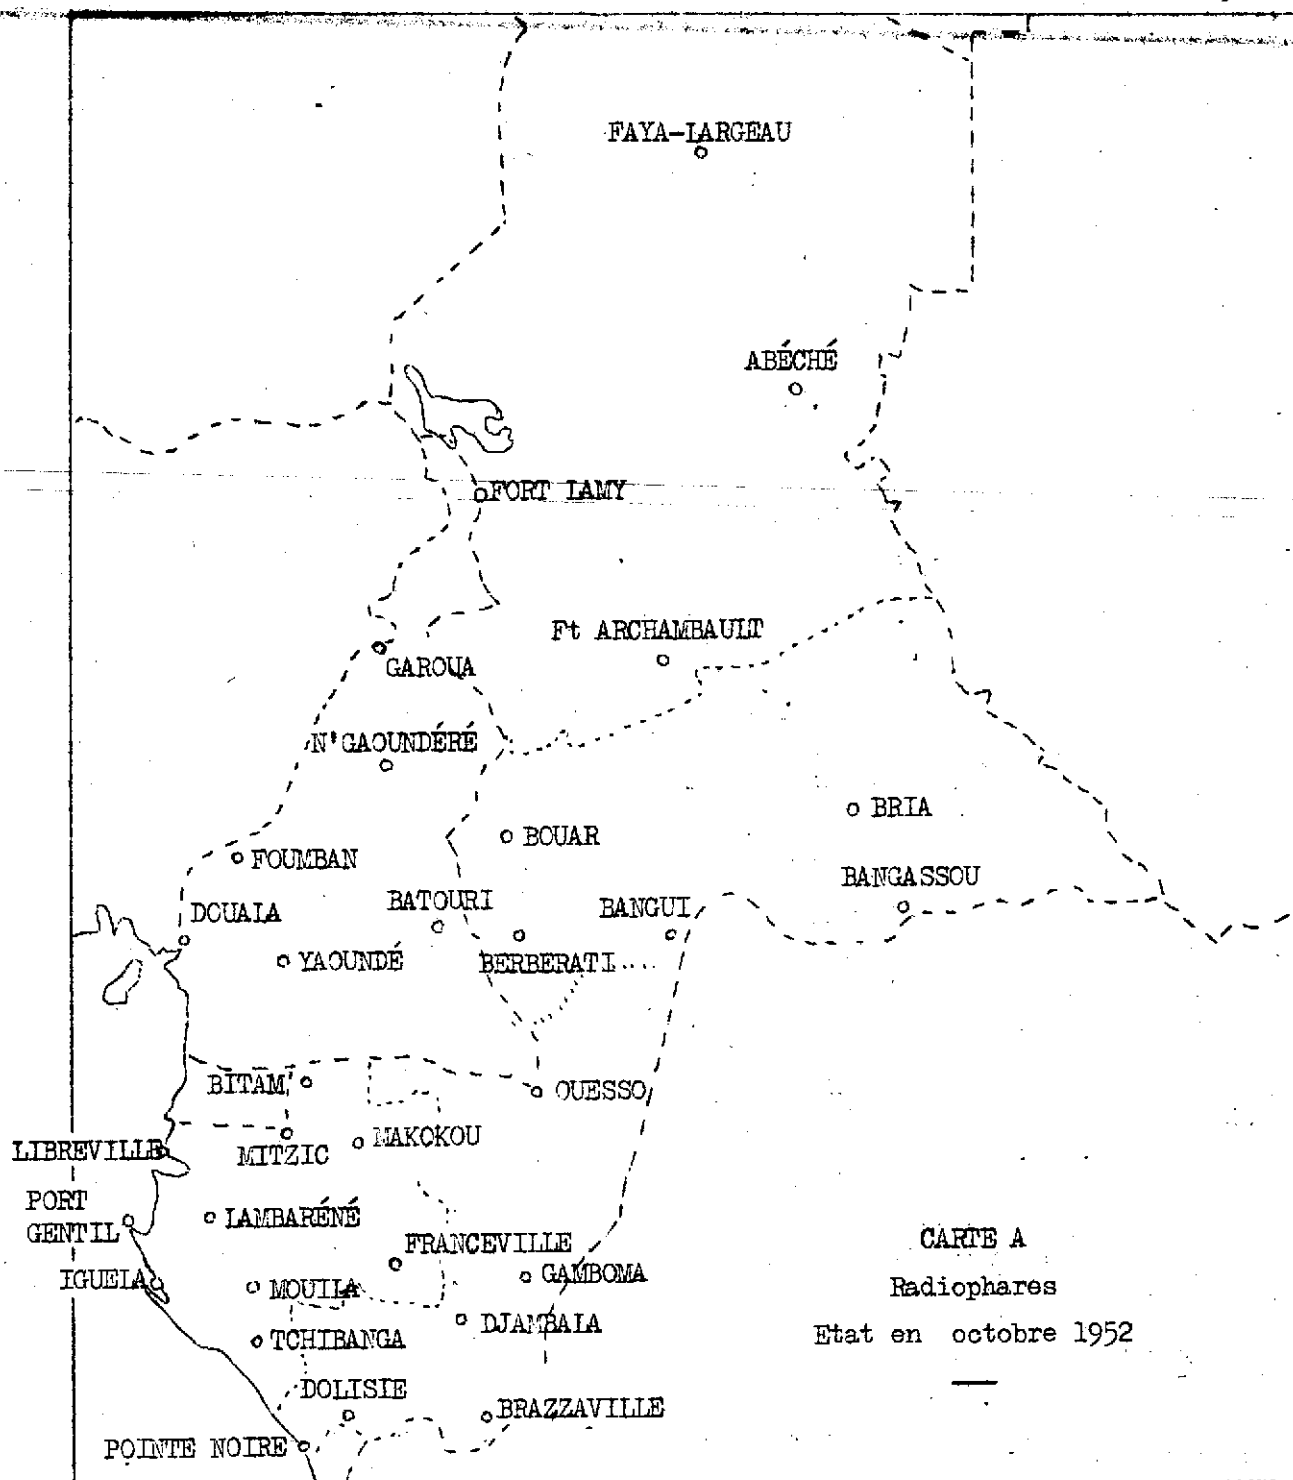 FAYA-LARGEAU
ABÉCHÉ
FORT LAMY
Ft ARCHAMBAULT
GAROUA
N'GAOUNDÉRÉ
BRIA
BOUAR
FOUMBAN
BANGASSOU
BATOURI
BANGUI
DOUALA
YAOUNDÉ
BERBERATI
BITAM
OUESSO
MAKOKOU
LIBREVILLE
MITZIC
PORT
GENTIL
LAMBARÉNÉ
FRANCEVILLE
IGUEIA
MOUILA
GAMBOMA
DJAMBALA
TCHIBANGA
DOLISIE
BRAZZAVILLE
POINTE NOIRE
CARTE A
Radiophares
Etat en octobre 1952